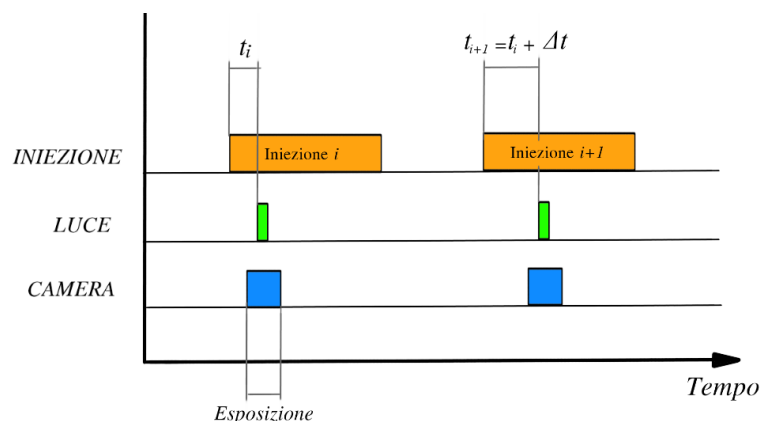 tᵢ
tᵢ₊₁ =tᵢ + Δt
INIEZIONE
Iniezione i
Iniezione i+1
LUCE
CAMERA
Tempo
Esposizione